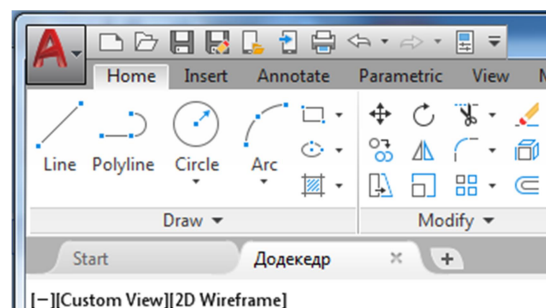 Home Insert Annotate Parametric View
Line Polyline Circle Arc
Draw Modify
Start Додекедр
[−][Custom View][2D Wireframe]